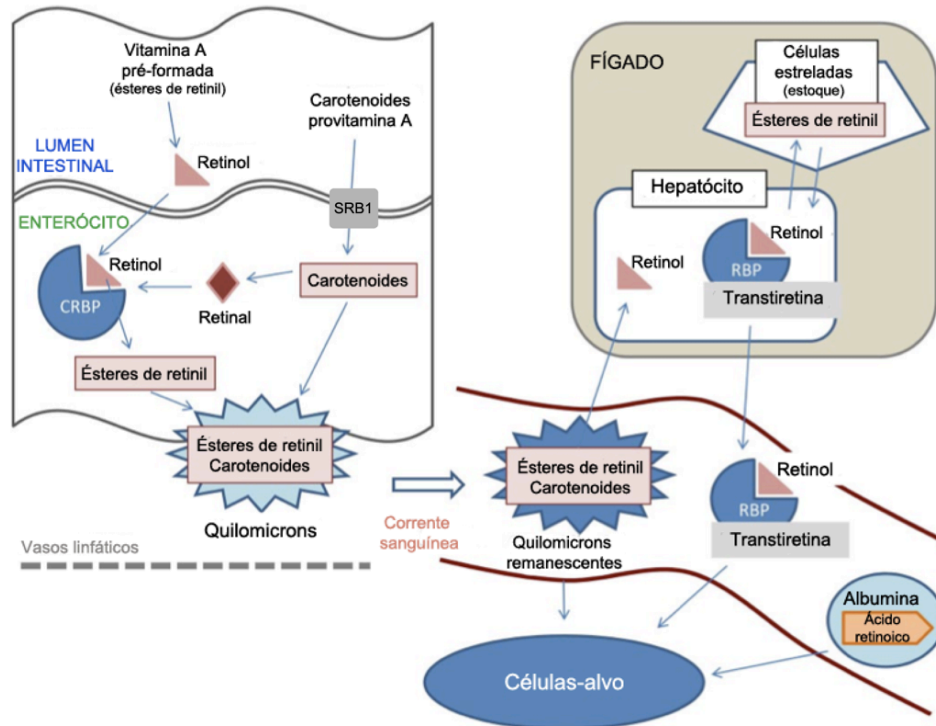 Vitamina A
pré-formada
(ésteres de retinil)
Carotenoides
provitamina A
LUMEN
INTESTINAL
Retinol
SRB1
ENTERÓCITO
Retinol
CRBP
Retinal
Carotenoides
Ésteres de retinil
Ésteres de retinil
Carotenoides
Quilomicrons
Vasos linfáticos
Corrente
sanguínea
Ésteres de retinil
Carotenoides
Quilomicrons
remanescentes
FÍGADO
Células
estreladas
(estoque)
Ésteres de retinil
Hepatócito
Retinol
Retinol
RBP
Transtiretina
Retinol
RBP
Transtiretina
Albumina
Ácido
retinoico
Células-alvo